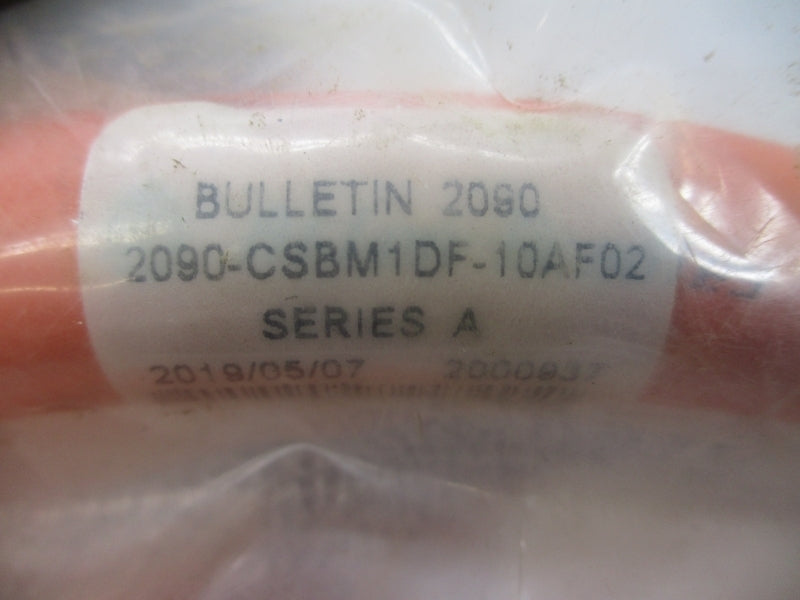 BULLETIN 2090
2090-CSBM1DF-10AF02
SERIES A
2019/05/07